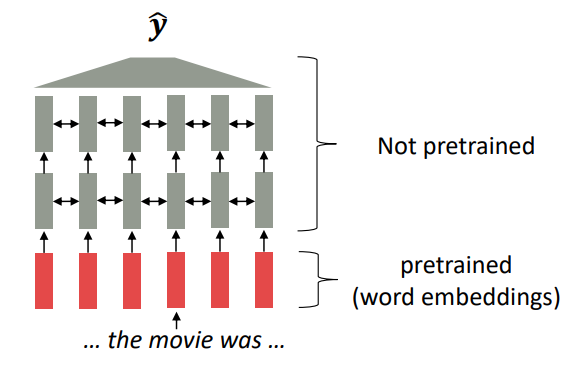 ŷ
Not pretrained
pretrained
(word embeddings)
... the movie was ...